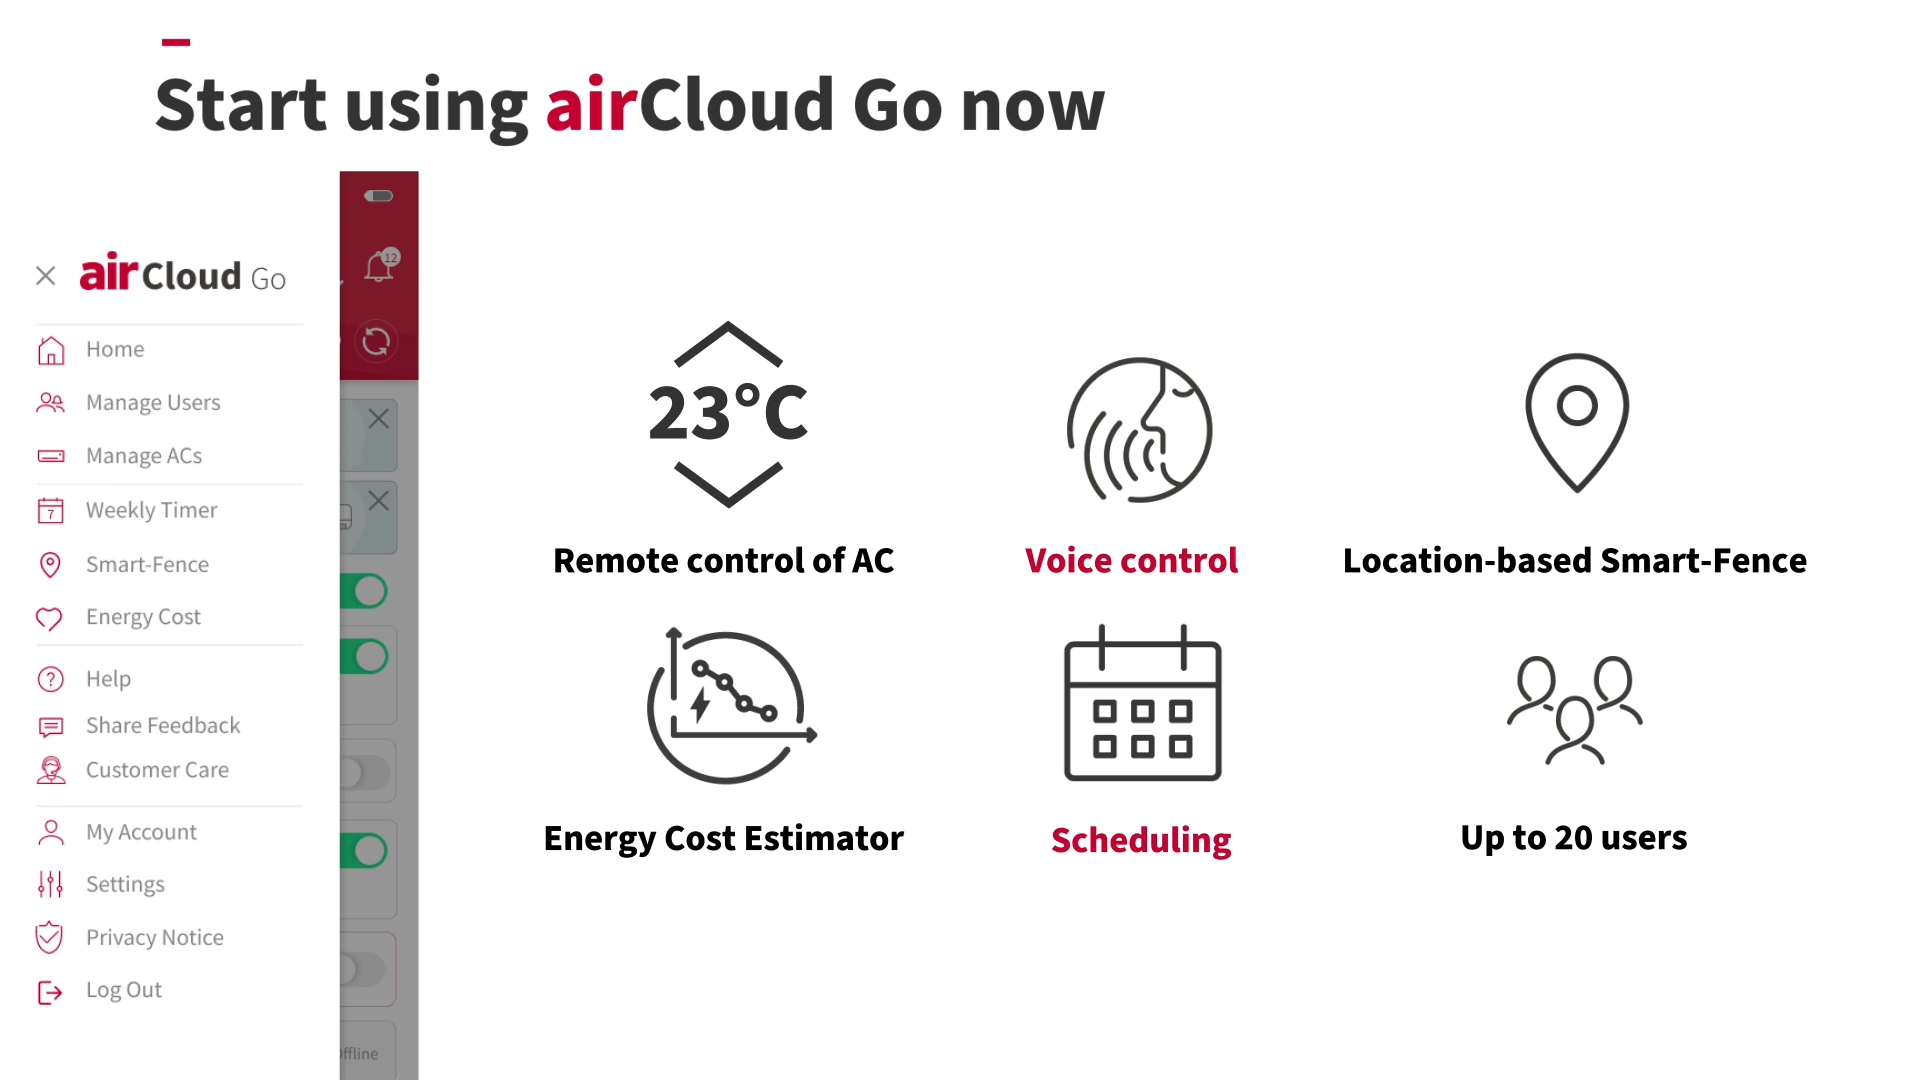 Start using airCloud Go now
12
airCloud Go
Home
Manage Users
Manage ACs
Weekly Timer
7
Smart-Fence
Energy Cost
Help
Share Feedback
Customer Care
My Account
Settings
Privacy Notice
Log Out
23°C
Remote control of AC
Voice control
Location-based Smart-Fence
Energy Cost Estimator
Scheduling
Up to 20 users